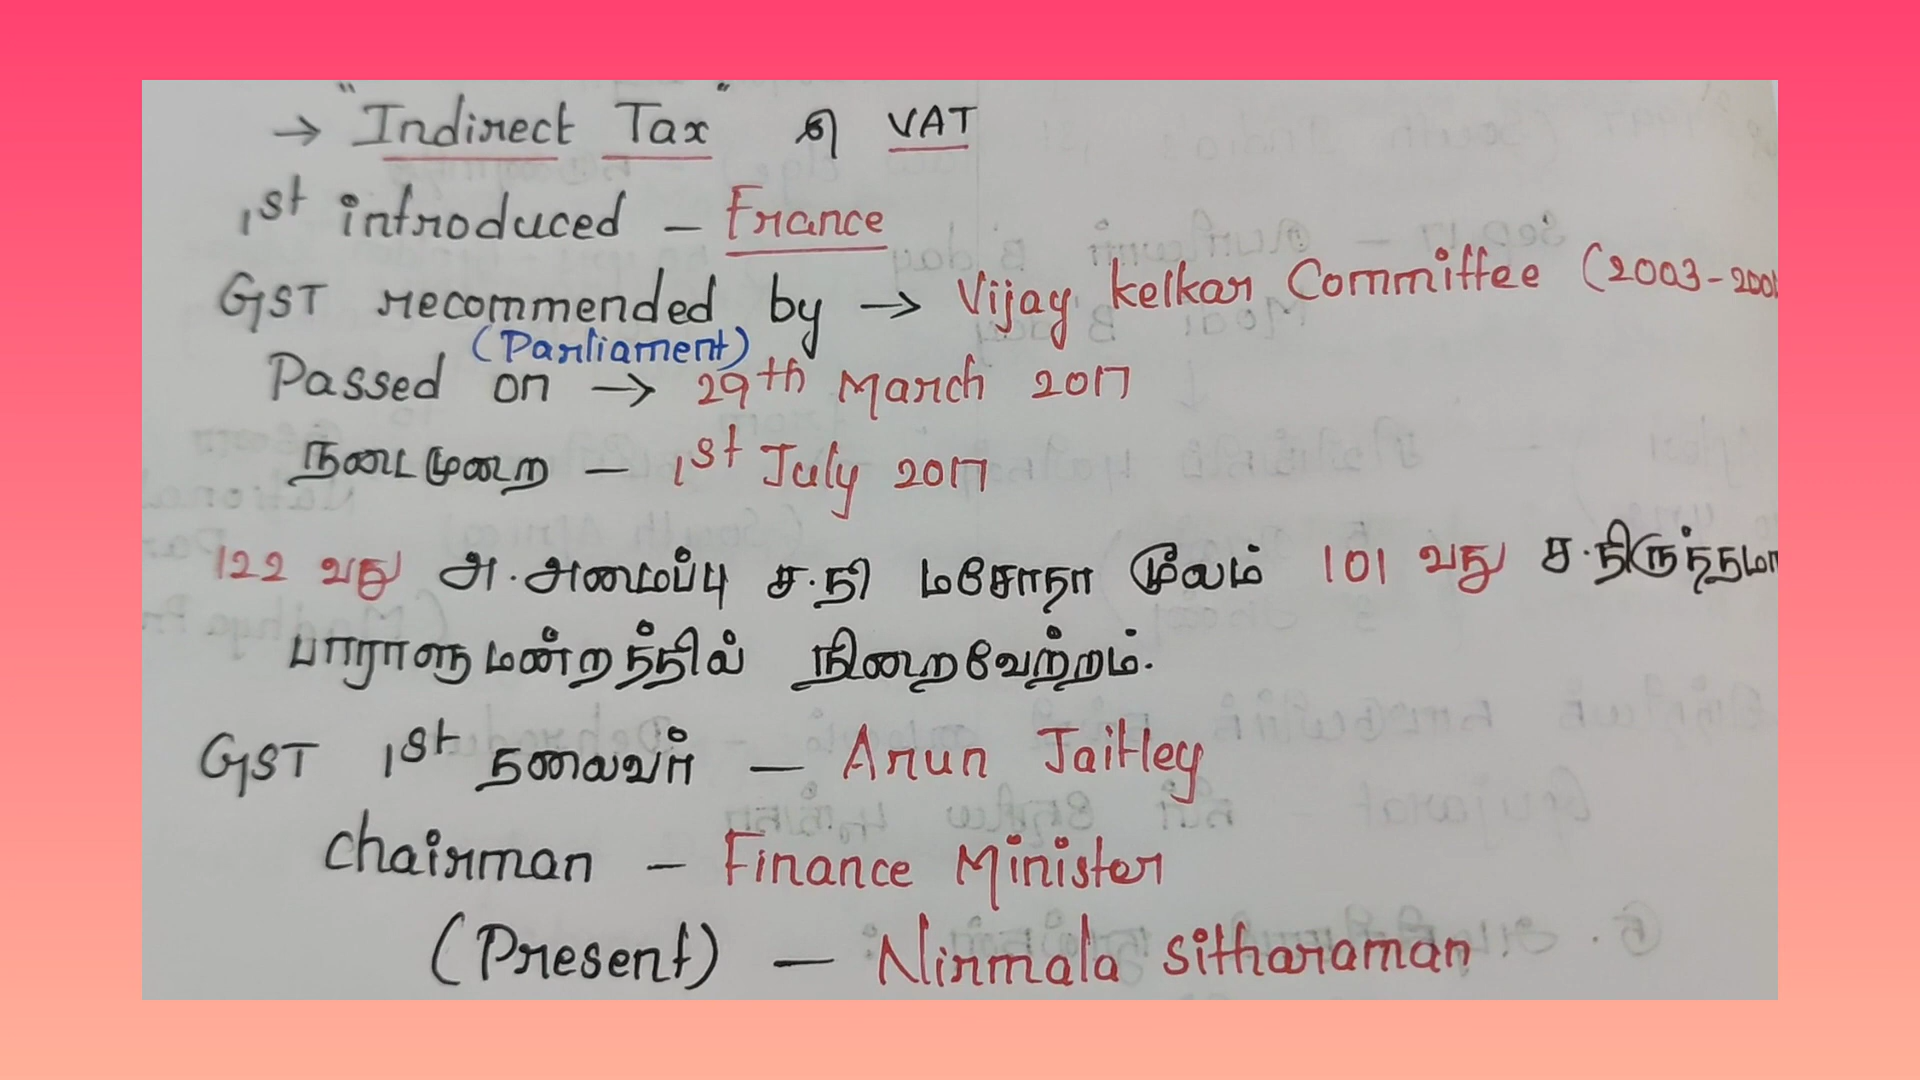 → "Indirect Tax" ← VAT
1st introduced - France
GST recommended by → Vijay Kelkar Committee (2003-200
(Parliament)
Passed on → 29th March 2017
நடைமுறை - 1st July 2017
122 வது அ.அமைப்பு ச.தி மசோதா மூலம் 101 வது ச.திருத்தமா
பாராளுமன்றத்தில் நிறைவேற்றம்.
GST 1st தலைவர் - Arun Jaitley
Chairman - Finance Minister
(Present) - Nirmala Sitharaman